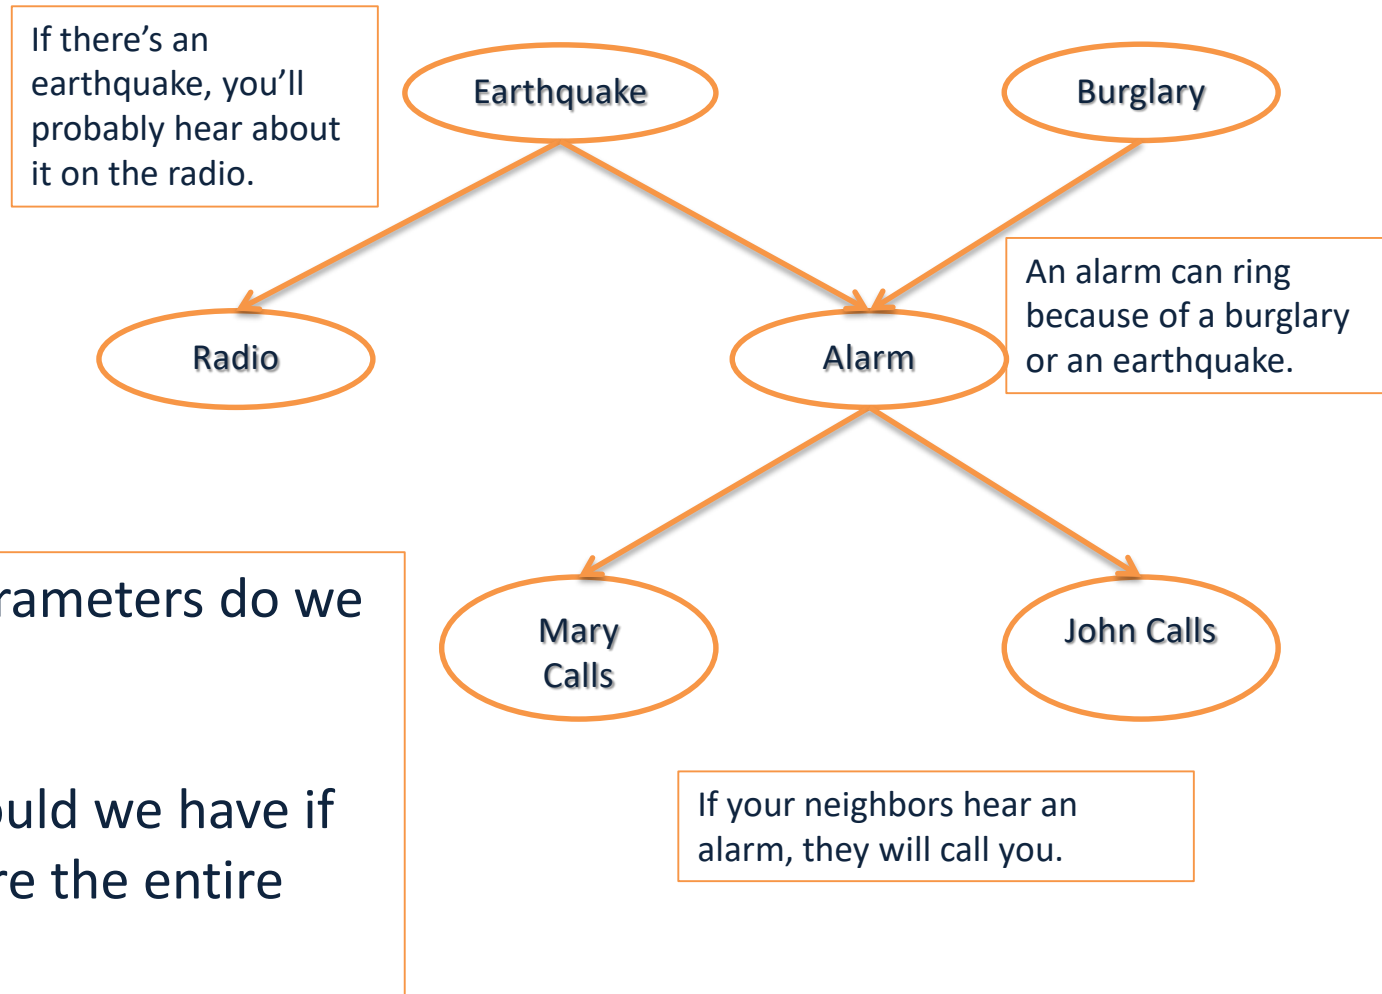 If there’s an
earthquake, you’ll
probably hear about
it on the radio.
Earthquake
Burglary
An alarm can ring
because of a burglary
or an earthquake.
Radio
Alarm
rameters do we
ould we have if
re the entire
Mary
Calls
John Calls
If your neighbors hear an
alarm, they will call you.